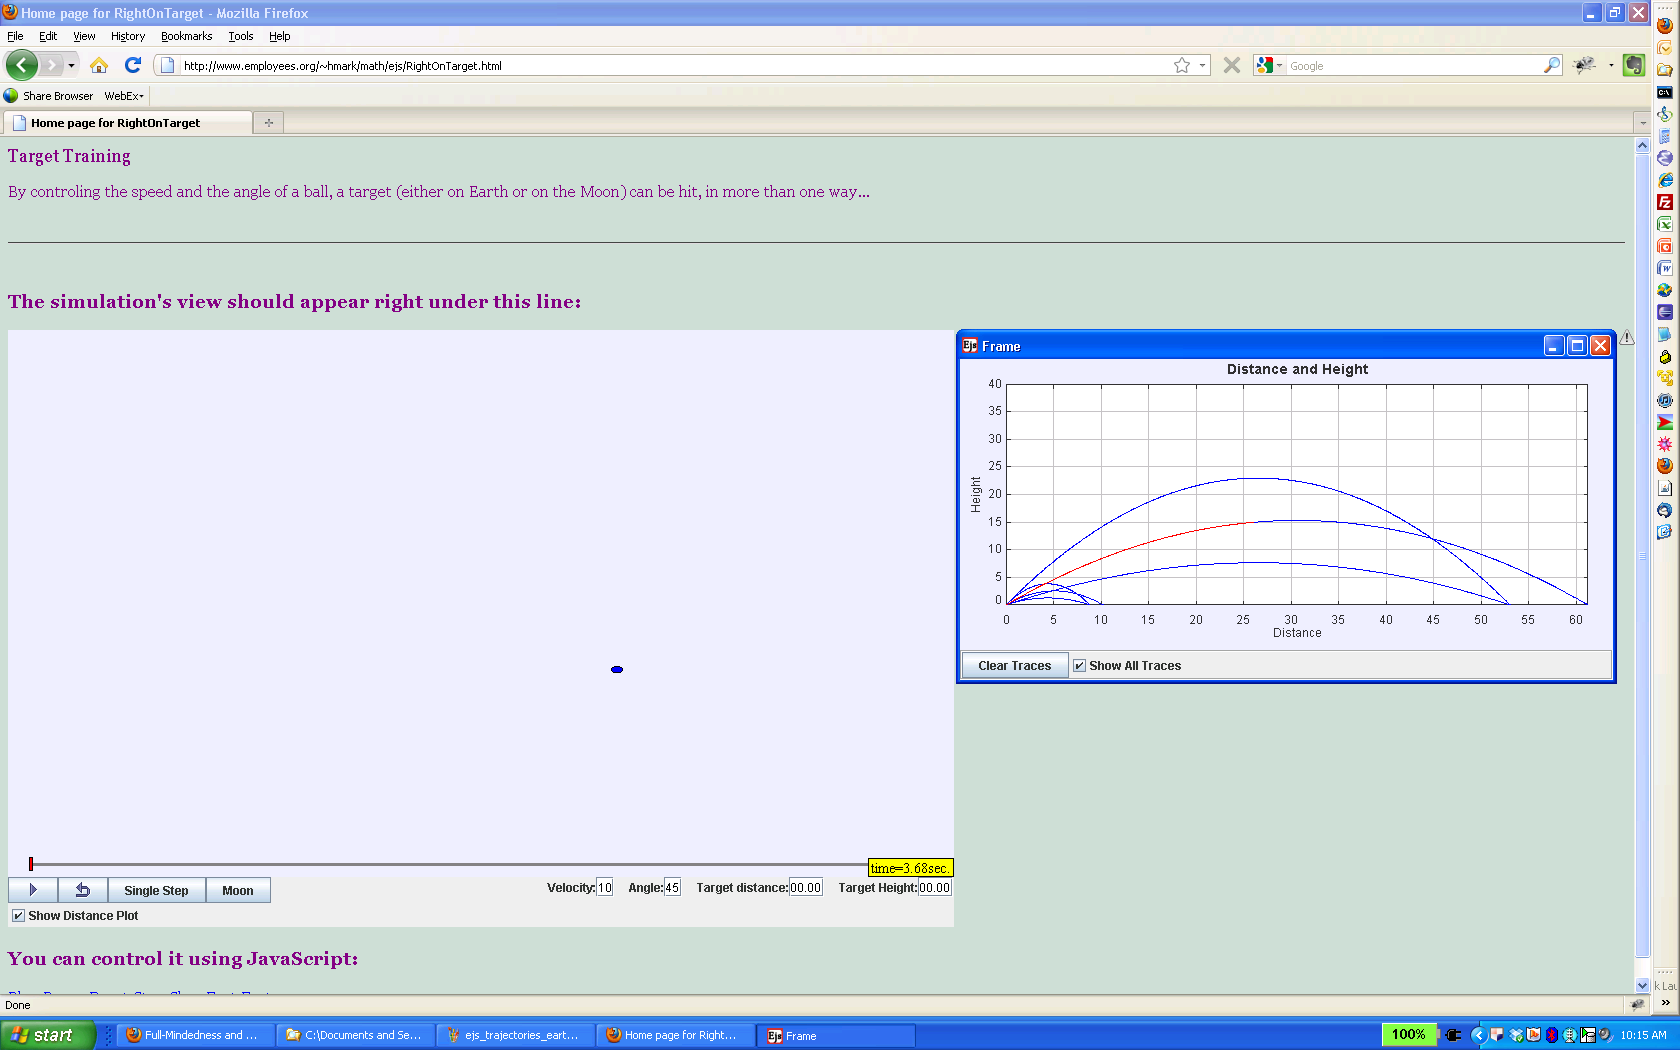 Home page for RightOnTarget - Mozilla Firefox
File Edit View History Bookmarks Tools Help
http://www.employees.org/~hmark/math/ejs/RightOnTarget.html
Google
Share Browser WebEx
Home page for RightOnTarget
Target Training
By controling the speed and the angle of a ball, a target (either on Earth or on the Moon) can be hit, in more than one way...
The simulation's view should appear right under this line:
Ejs Frame
Distance and Height
40
35
30
25
20
15
10
5
0
Height
0 5 10 15 20 25 30 35 40 45 50 55 60
Distance
Clear Traces Show All Traces
time=3.68sec.
Single Step Moon Velocity:10 Angle:45 Target distance:00.00 Target Height:00.00
Show Distance Plot
You can control it using JavaScript:
Done
start Full-Mindedness and ... C:\Documents and Se... ejs_trajectories_eart... Home page for Right... Ejs Frame 100% 10:15 AM